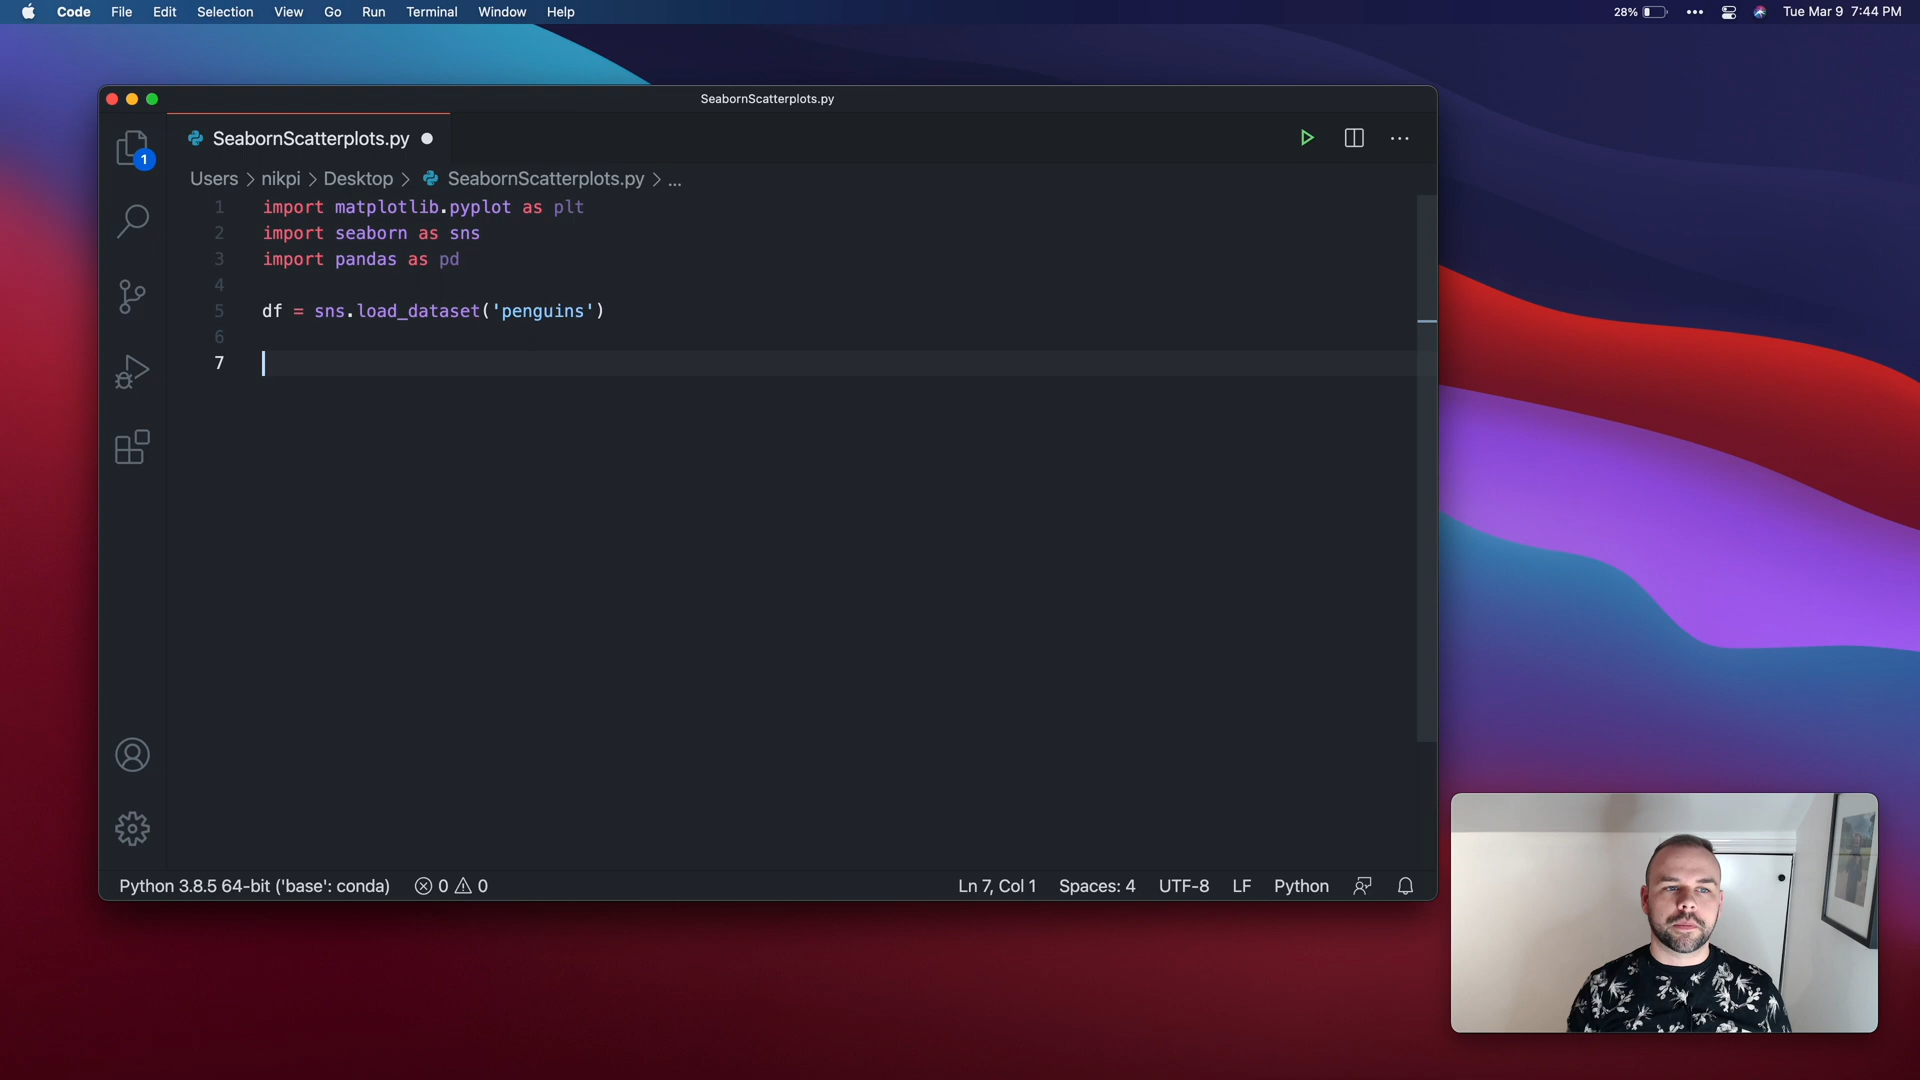 Code File Edit Selection View Go Run Terminal Window Help 28% Tue Mar 9 7:44 PM
SeabornScatterplots.py
SeabornScatterplots.py
1
Users > nikpi > Desktop > SeabornScatterplots.py > ...
1 import matplotlib.pyplot as plt
2 import seaborn as sns
3 import pandas as pd
4
5 df = sns.load_dataset('penguins')
6
7
Python 3.8.5 64-bit ('base': conda) 0 0 Ln 7, Col 1 Spaces: 4 UTF-8 LF Python